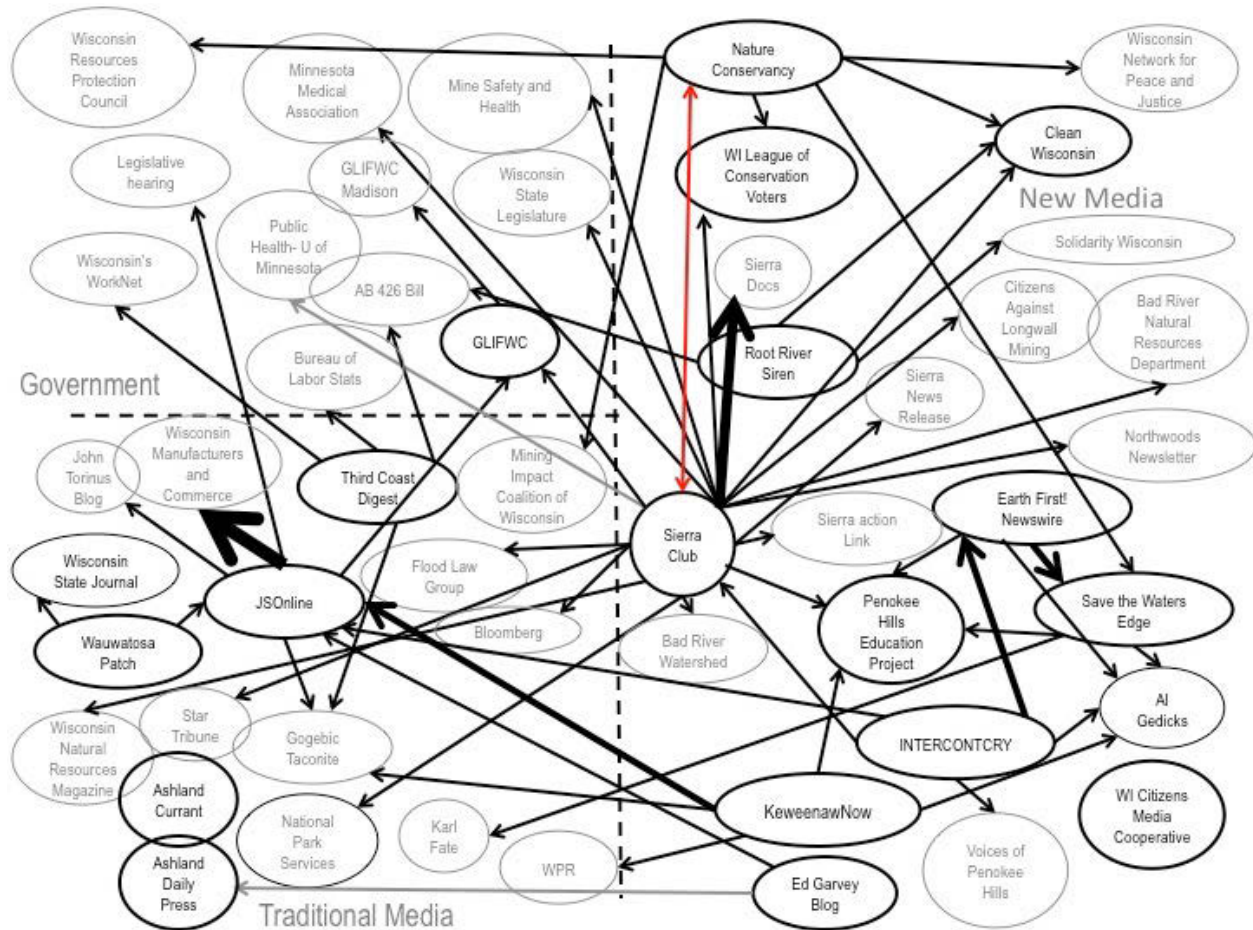 Wisconsin
Resources
Protection
Council
Minnesota
Medical
Association
Mine Safety and
Health
Nature
Conservancy
Wisconsin
Network for
Peace and
Justice
Clean
Wisconsin
Legislative
hearing
GLIFWC
Madison
Wisconsin
State
Legislature
WI League of
Conservation
Voters
New Media
Public
Health- U of
Minnesota
Solidarity Wisconsin
Wisconsin's
WorkNet
AB 426 Bill
Sierra
Docs
Citizens
Against
Longwall
Mining
Bad River
Natural
Resources
Department
GLIFWC
Root River
Siren
Bureau of
Labor Stats
Government
Sierra
News
Release
John
Torinus
Blog
Wisconsin
Manufacturers
and
Commerce
Third Coast
Digest
Mining
Impact
Coalition of
Wisconsin
Northwoods
Newsletter
Earth First!
Newswire
Sierra
Club
Sierra action
Link
Wisconsin
State Journal
JSOnline
Flood Law
Group
Penokee
Hills
Education
Project
Save the Waters
Edge
Wauwatosa
Patch
Bloomberg
Bad River
Watershed
Al
Gedicks
Wisconsin
Natural
Resources
Magazine
Star
Tribune
Gogebic
Taconite
INTERCONTCRY
Ashland
Currant
KeweenawNow
WI Citizens
Media
Cooperative
National
Park
Services
Karl
Fate
WPR
Voices of
Penokee
Hills
Ashland
Daily
Press
Ed Garvey
Blog
Traditional Media